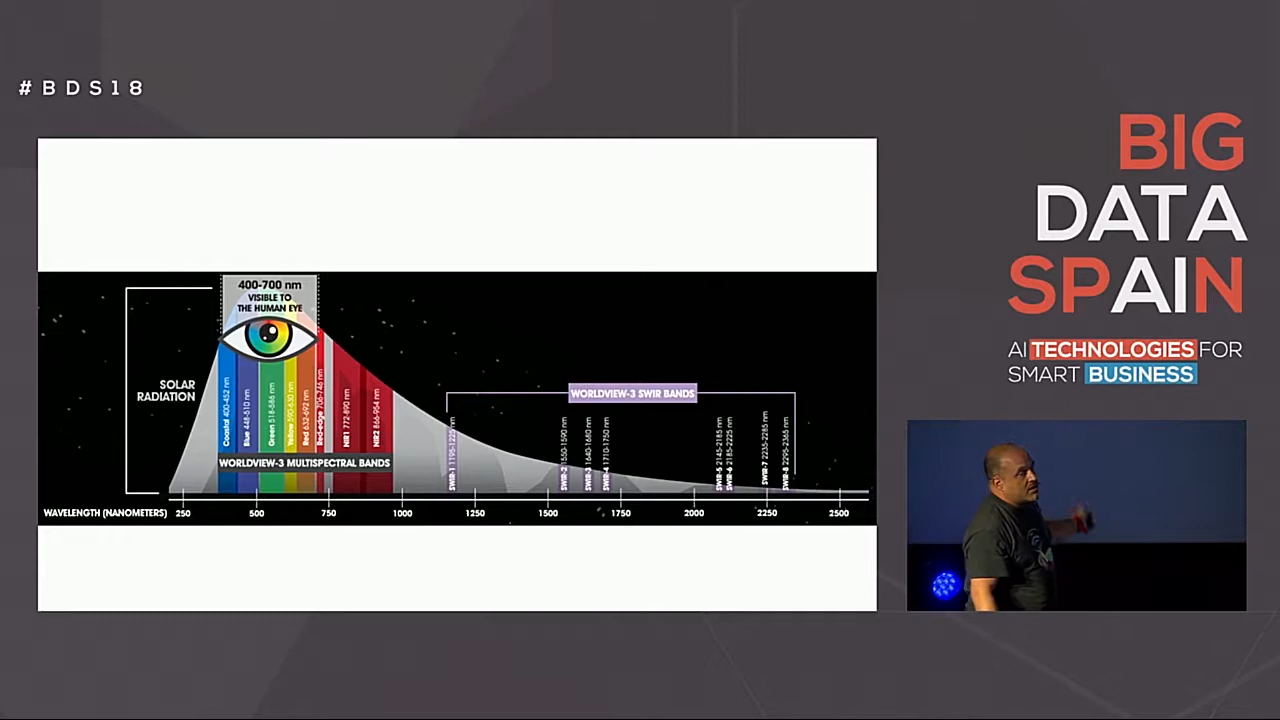 #BDS18
BIG
DATA
SPAIN
AI TECHNOLOGIES FOR
SMART BUSINESS
400-700 nm
VISIBLE TO
THE HUMAN EYE
SOLAR
RADIATION
Coastal 400-452 nm
Blue 448-510 nm
Green 518-586 nm
Yellow 590-630 nm
Red 632-692 nm
Red-edge 706-746 nm
NIR1 772-890 nm
NIR2 866-954 nm
WORLDVIEW-3 MULTISPECTRAL BANDS
WORLDVIEW-3 SWIR BANDS
SWIR-1 1195-1225 nm
SWIR-2 1550-1590 nm
SWIR-3 1640-1680 nm
SWIR-4 1710-1750 nm
SWIR-5 2145-2185 nm
SWIR-6 2185-2225 nm
SWIR-7 2235-2285 nm
SWIR-8 2295-2365 nm
WAVELENGTH (NANOMETERS) 250 500 750 1000 1250 1500 1750 2000 2250 2500